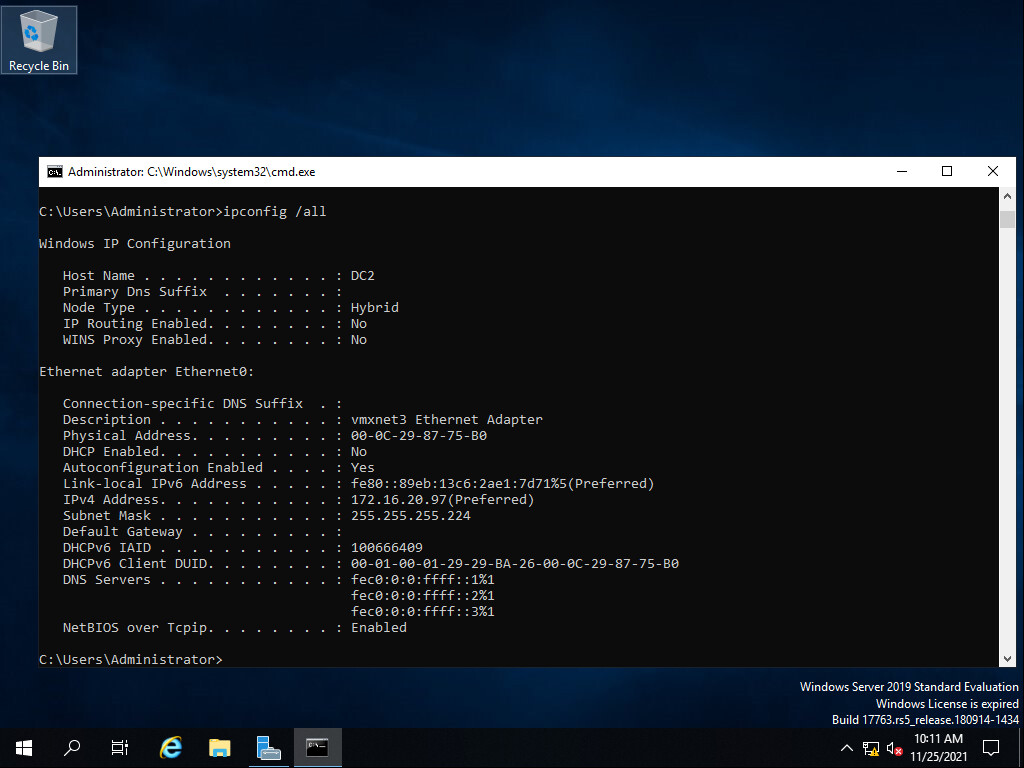 Recycle Bin
Administrator: C:\Windows\system32\cmd.exe
C:\Users\Administrator>ipconfig /all
Windows IP Configuration
   Host Name . . . . . . . . . . . . : DC2
   Primary Dns Suffix  . . . . . . . :
   Node Type . . . . . . . . . . . . : Hybrid
   IP Routing Enabled. . . . . . . . : No
   WINS Proxy Enabled. . . . . . . . : No
Ethernet adapter Ethernet0:
   Connection-specific DNS Suffix  . :
   Description . . . . . . . . . . . : vmxnet3 Ethernet Adapter
   Physical Address. . . . . . . . . : 00-0C-29-87-75-B0
   DHCP Enabled. . . . . . . . . . . : No
   Autoconfiguration Enabled . . . . : Yes
   Link-local IPv6 Address . . . . . : fe80::89eb:13c6:2ae1:7d71%5(Preferred)
   IPv4 Address. . . . . . . . . . . : 172.16.20.97(Preferred)
   Subnet Mask . . . . . . . . . . . : 255.255.255.224
   Default Gateway . . . . . . . . . :
   DHCPv6 IAID . . . . . . . . . . . : 100666409
   DHCPv6 Client DUID. . . . . . . . : 00-01-00-01-29-29-BA-26-00-0C-29-87-75-B0
   DNS Servers . . . . . . . . . . . : fec0:0:0:ffff::1%1
                                       fec0:0:0:ffff::2%1
                                       fec0:0:0:ffff::3%1
   NetBIOS over Tcpip. . . . . . . . : Enabled
C:\Users\Administrator>
Windows Server 2019 Standard Evaluation
Windows License is expired
Build 17763.rs5_release.180914-1434
10:11 AM
11/25/2021